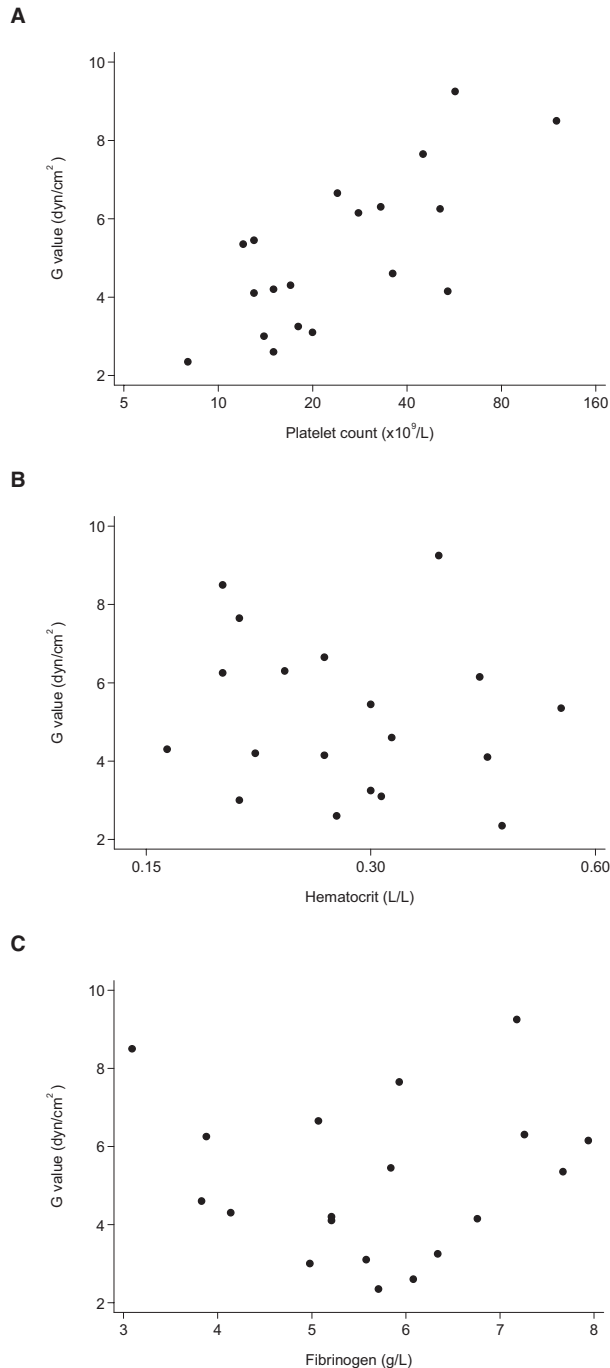 A
10
8
6
4
2
G value (dyn/cm²)
5 10 20 40 80 160
Platelet count (x10⁹/L)
B
10
8
6
4
2
G value (dyn/cm²)
0.15 0.30 0.60
Hematocrit (L/L)
C
10
8
6
4
2
G value (dyn/cm²)
3 4 5 6 7 8
Fibrinogen (g/L)